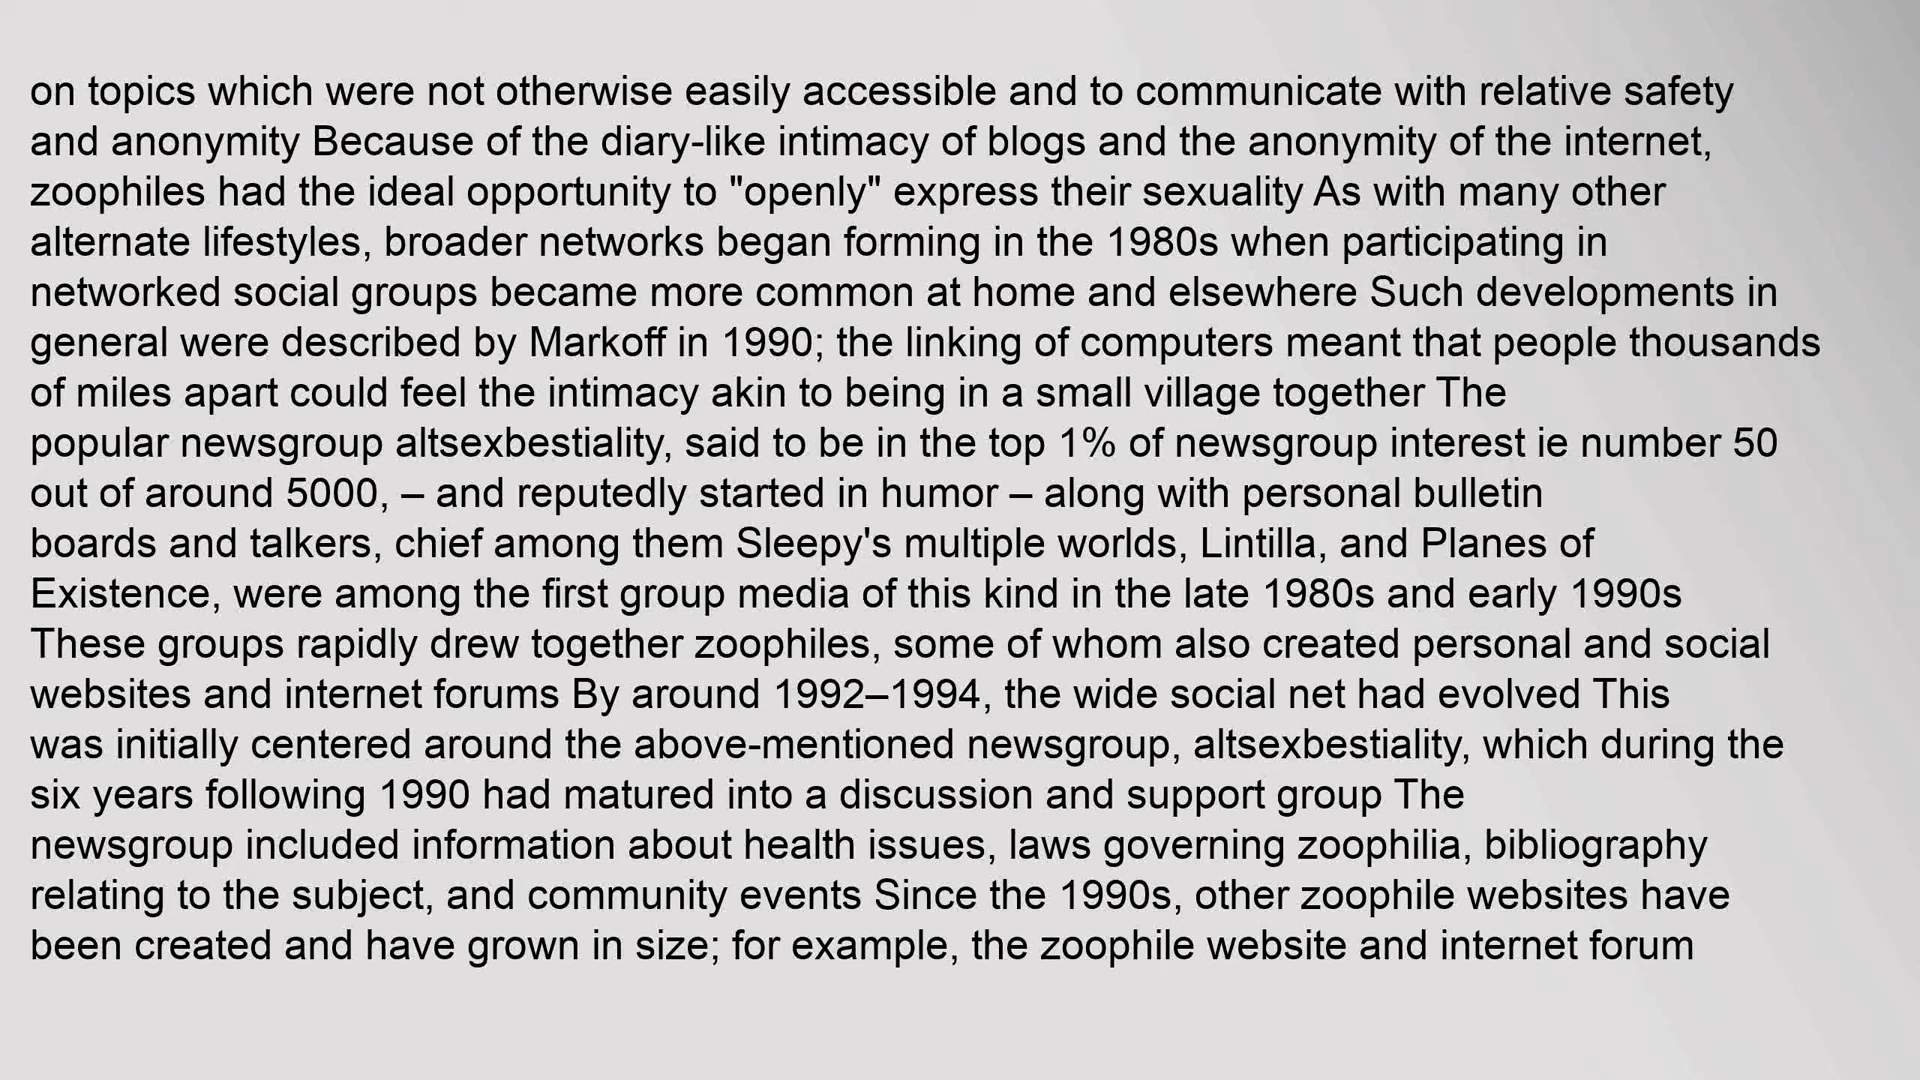 on topics which were not otherwise easily accessible and to communicate with relative safety
and anonymity Because of the diary-like intimacy of blogs and the anonymity of the internet,
zoophiles had the ideal opportunity to "openly" express their sexuality As with many other
alternate lifestyles, broader networks began forming in the 1980s when participating in
networked social groups became more common at home and elsewhere Such developments in
general were described by Markoff in 1990; the linking of computers meant that people thousands
of miles apart could feel the intimacy akin to being in a small village together The
popular newsgroup altsexbestiality, said to be in the top 1% of newsgroup interest ie number 50
out of around 5000, – and reputedly started in humor – along with personal bulletin
boards and talkers, chief among them Sleepy's multiple worlds, Lintilla, and Planes of
Existence, were among the first group media of this kind in the late 1980s and early 1990s
These groups rapidly drew together zoophiles, some of whom also created personal and social
websites and internet forums By around 1992–1994, the wide social net had evolved This
was initially centered around the above-mentioned newsgroup, altsexbestiality, which during the
six years following 1990 had matured into a discussion and support group The
newsgroup included information about health issues, laws governing zoophilia, bibliography
relating to the subject, and community events Since the 1990s, other zoophile websites have
been created and have grown in size; for example, the zoophile website and internet forum